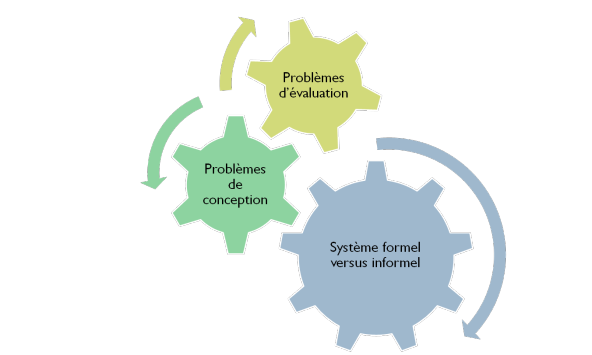 Problèmes
d'évaluation
Problèmes
de
conception
Système formel
versus informel